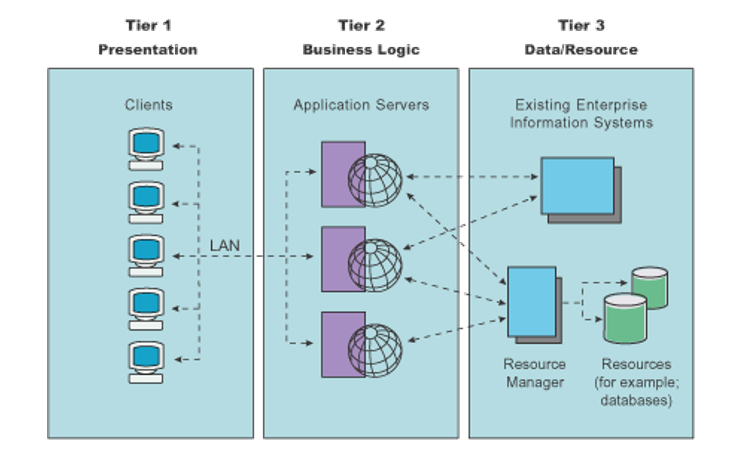 Tier 1
Presentation
Tier 2
Business Logic
Tier 3
Data/Resource
Clients
Application Servers
Existing Enterprise
Information Systems
LAN
Resource
Manager
Resources
(for example;
databases)